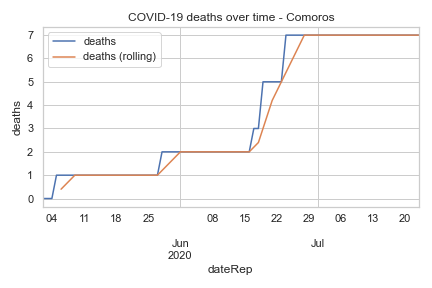 COVID-19 deaths over time - Comoros
deaths
deaths (rolling)
7
6
5
4
3
2
1
0
deaths
04 11 18 25 08 15 22 29 06 13 20
Jun Jul
2020
dateRep